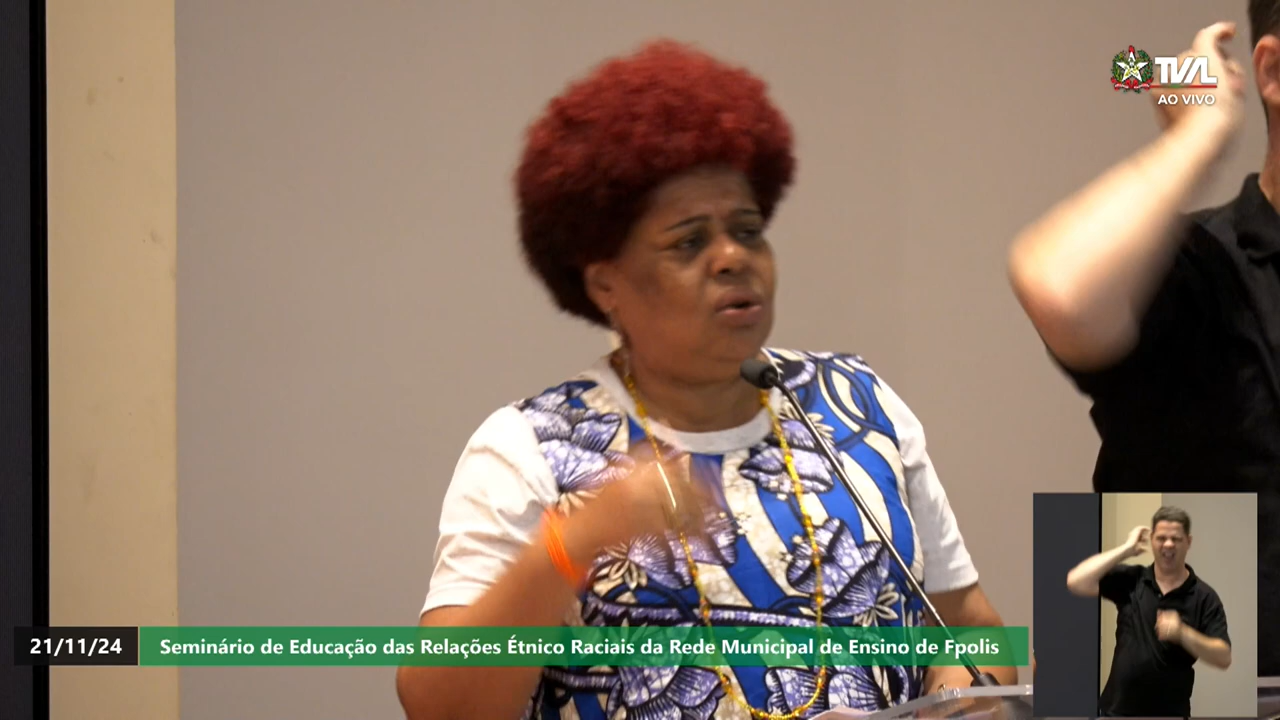 TVAL
AO VIVO
21/11/24
Seminário de Educação das Relações Étnico Raciais da Rede Municipal de Ensino de Fpolis